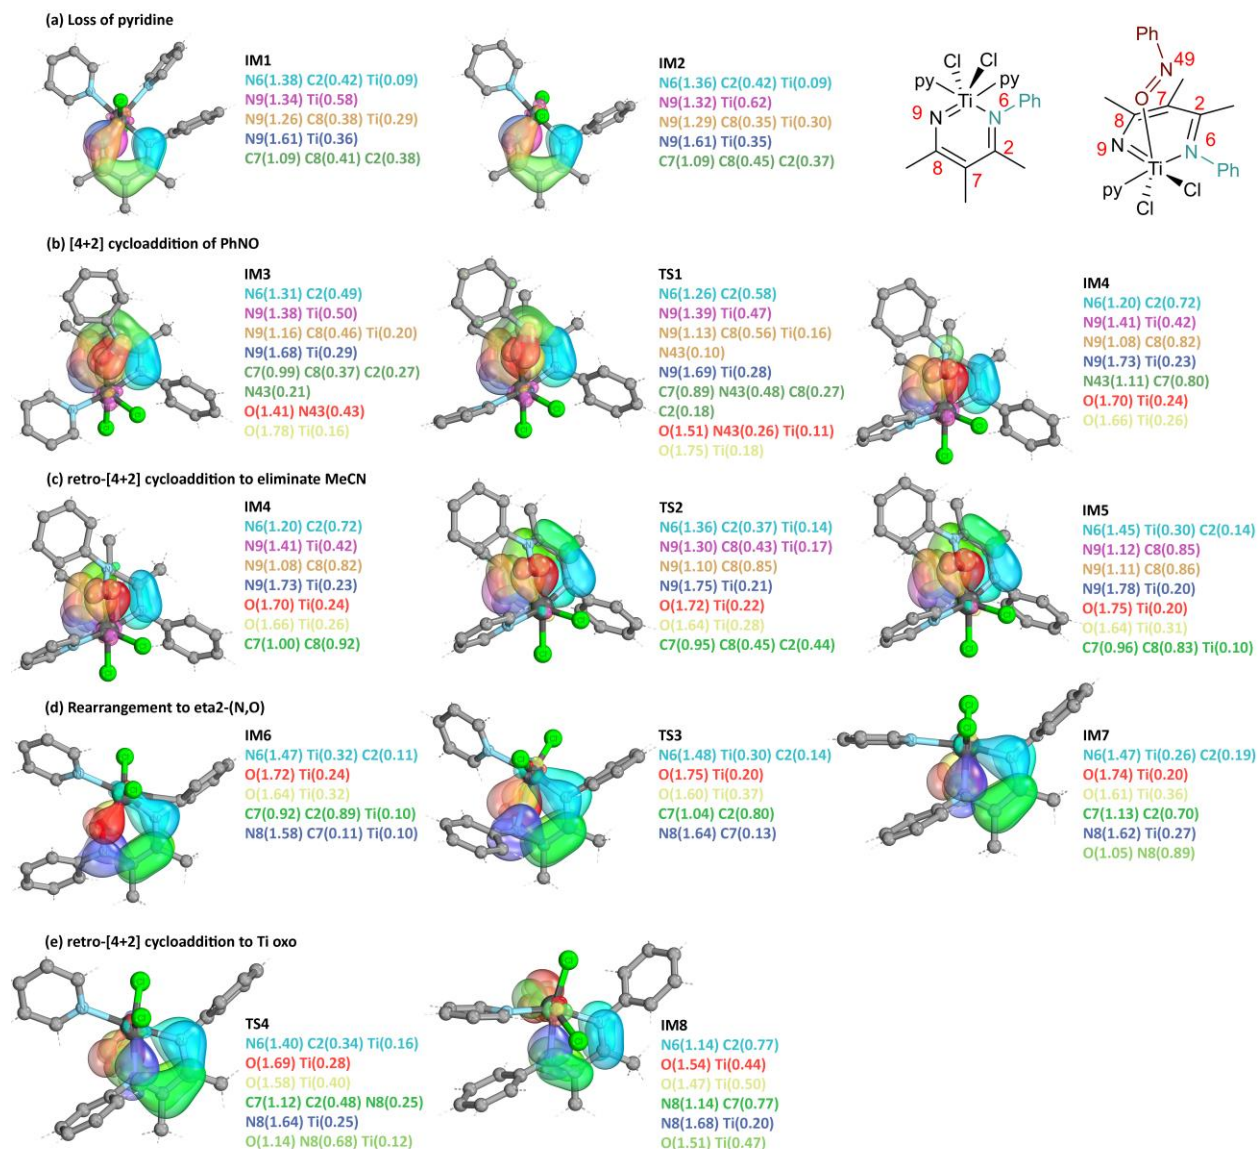 (a) Loss of pyridine
IM1
N6(1.38) C2(0.42) Ti(0.09)
N9(1.34) Ti(0.58)
N9(1.26) C8(0.38) Ti(0.29)
N9(1.61) Ti(0.36)
C7(1.09) C8(0.41) C2(0.38)
IM2
N6(1.36) C2(0.42) Ti(0.09)
N9(1.32) Ti(0.62)
N9(1.29) C8(0.35) Ti(0.30)
N9(1.61) Ti(0.35)
C7(1.09) C8(0.45) C2(0.37)
Cl Cl
py py
Ti 6 Ph
9 N N
8 2
7
Ph
N 49
O
7 2
8
N N 6
9 Ti Ph
py Cl
Cl
(b) [4+2] cycloaddition of PhNO
IM3
N6(1.31) C2(0.49)
N9(1.38) Ti(0.50)
N9(1.16) C8(0.46) Ti(0.20)
N9(1.68) Ti(0.29)
C7(0.99) C8(0.37) C2(0.27)
N43(0.21)
O(1.41) N43(0.43)
O(1.78) Ti(0.16)
TS1
N6(1.26) C2(0.58)
N9(1.39) Ti(0.47)
N9(1.13) C8(0.56) Ti(0.16)
N43(0.10)
N9(1.69) Ti(0.28)
C7(0.89) N43(0.48) C8(0.27)
C2(0.18)
O(1.51) N43(0.26) Ti(0.11)
O(1.75) Ti(0.18)
IM4
N6(1.20) C2(0.72)
N9(1.41) Ti(0.42)
N9(1.08) C8(0.82)
N9(1.73) Ti(0.23)
N43(1.11) C7(0.80)
O(1.70) Ti(0.24)
O(1.66) Ti(0.26)
(c) retro-[4+2] cycloaddition to eliminate MeCN
IM4
N6(1.20) C2(0.72)
N9(1.41) Ti(0.42)
N9(1.08) C8(0.82)
N9(1.73) Ti(0.23)
O(1.70) Ti(0.24)
O(1.66) Ti(0.26)
C7(1.00) C8(0.92)
TS2
N6(1.36) C2(0.37) Ti(0.14)
N9(1.30) C8(0.43) Ti(0.17)
N9(1.10) C8(0.85)
N9(1.75) Ti(0.21)
O(1.72) Ti(0.22)
O(1.64) Ti(0.28)
C7(0.95) C8(0.45) C2(0.44)
IM5
N6(1.45) Ti(0.30) C2(0.14)
N9(1.12) C8(0.85)
N9(1.11) C8(0.86)
N9(1.78) Ti(0.20)
O(1.75) Ti(0.20)
O(1.64) Ti(0.31)
C7(0.96) C8(0.83) Ti(0.10)
(d) Rearrangement to eta2-(N,O)
IM6
N6(1.47) Ti(0.32) C2(0.11)
O(1.72) Ti(0.24)
O(1.64) Ti(0.32)
C7(0.92) C2(0.89) Ti(0.10)
N8(1.58) C7(0.11) Ti(0.10)
TS3
N6(1.48) Ti(0.30) C2(0.14)
O(1.75) Ti(0.20)
O(1.60) Ti(0.37)
C7(1.04) C2(0.80)
N8(1.64) C7(0.13)
IM7
N6(1.47) Ti(0.26) C2(0.19)
O(1.74) Ti(0.20)
O(1.61) Ti(0.36)
C7(1.13) C2(0.70)
N8(1.62) Ti(0.27)
O(1.05) N8(0.89)
(e) retro-[4+2] cycloaddition to Ti oxo
TS4
N6(1.40) C2(0.34) Ti(0.16)
O(1.69) Ti(0.28)
O(1.58) Ti(0.40)
C7(1.12) C2(0.48) N8(0.25)
N8(1.64) Ti(0.25)
O(1.14) N8(0.68) Ti(0.12)
IM8
N6(1.14) C2(0.77)
O(1.54) Ti(0.44)
O(1.47) Ti(0.50)
N8(1.14) C7(0.77)
N8(1.68) Ti(0.20)
O(1.51) Ti(0.47)